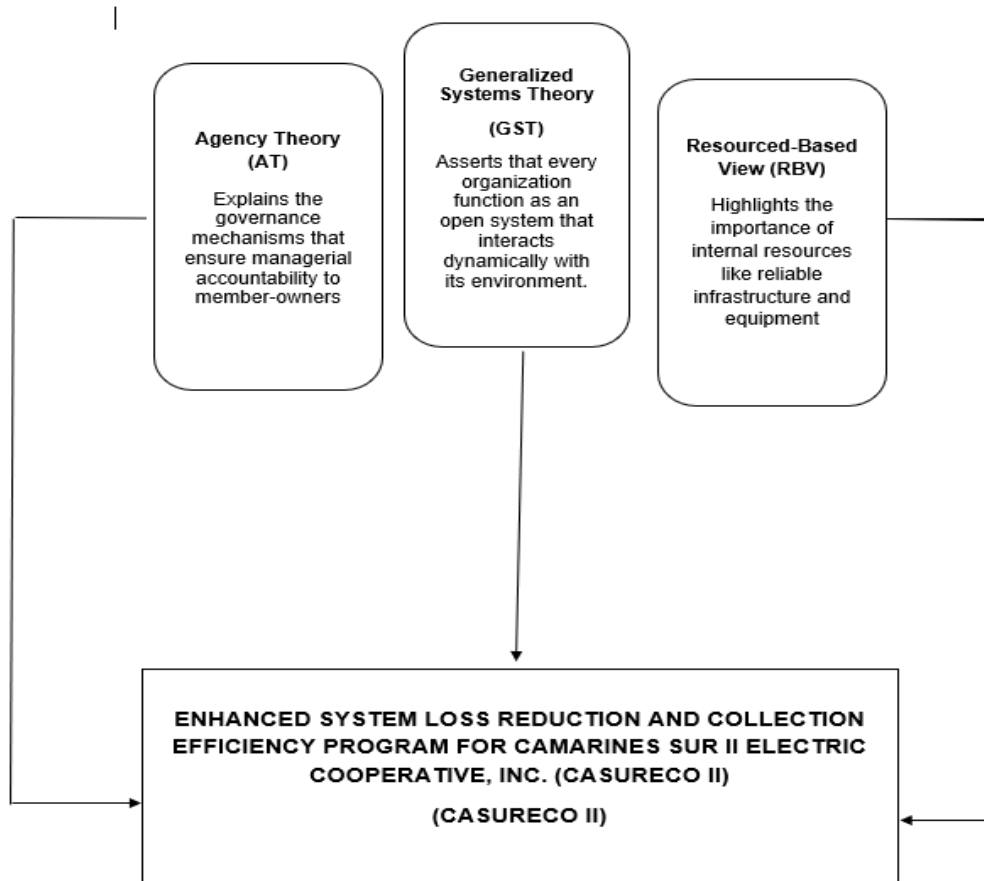 Agency Theory
(AT)
Explains the
governance
mechanisms that
ensure managerial
accountability to
member-owners
Generalized
Systems Theory
(GST)
Asserts that every
organization
function as an
open system that
interacts
dynamically with
its environment.
Resourced-Based
View (RBV)
Highlights the
importance of
internal resources
like reliable
infrastructure and
equipment
ENHANCED SYSTEM LOSS REDUCTION AND COLLECTION
EFFICIENCY PROGRAM FOR CAMARINES SUR II ELECTRIC
COOPERATIVE, INC. (CASURECO II)
(CASURECO II)